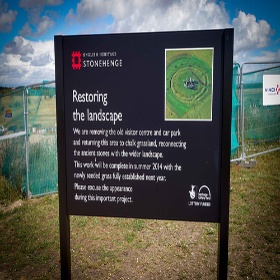 ENGLISH HERITAGE
STONEHENGE
Restoring
the landscape
We are removing the old visitor centre and car park
and returning this area to chalk grassland, reconnecting
the ancient stones with the wider landscape.
This work will be complete in summer 2014 with the
newly seeded grass fully established next year.
Please excuse the appearance
during this important project.
LOTTERY FUNDED